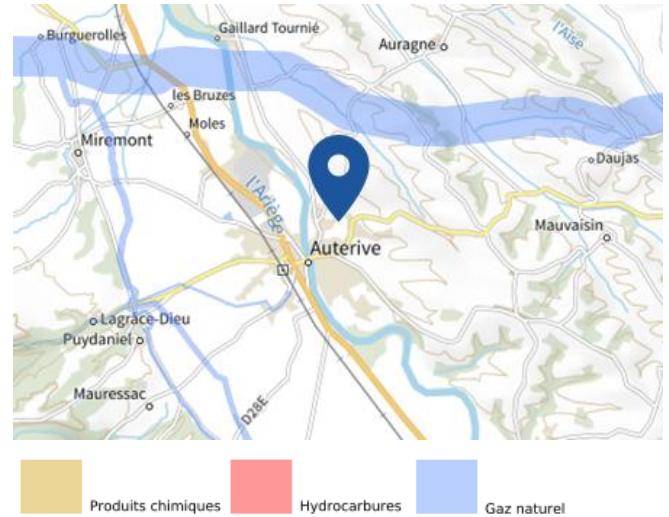 Burguerolles
Gaillard Tournié
Auragne
l'Aise
les Bruzes
Moles
Miremont
Daujas
l'Ariège
Mauvaisin
Auterive
Lagrâce-Dieu
Puydaniel
Mauressac
D28E
Produits chimiques
Hydrocarbures
Gaz naturel